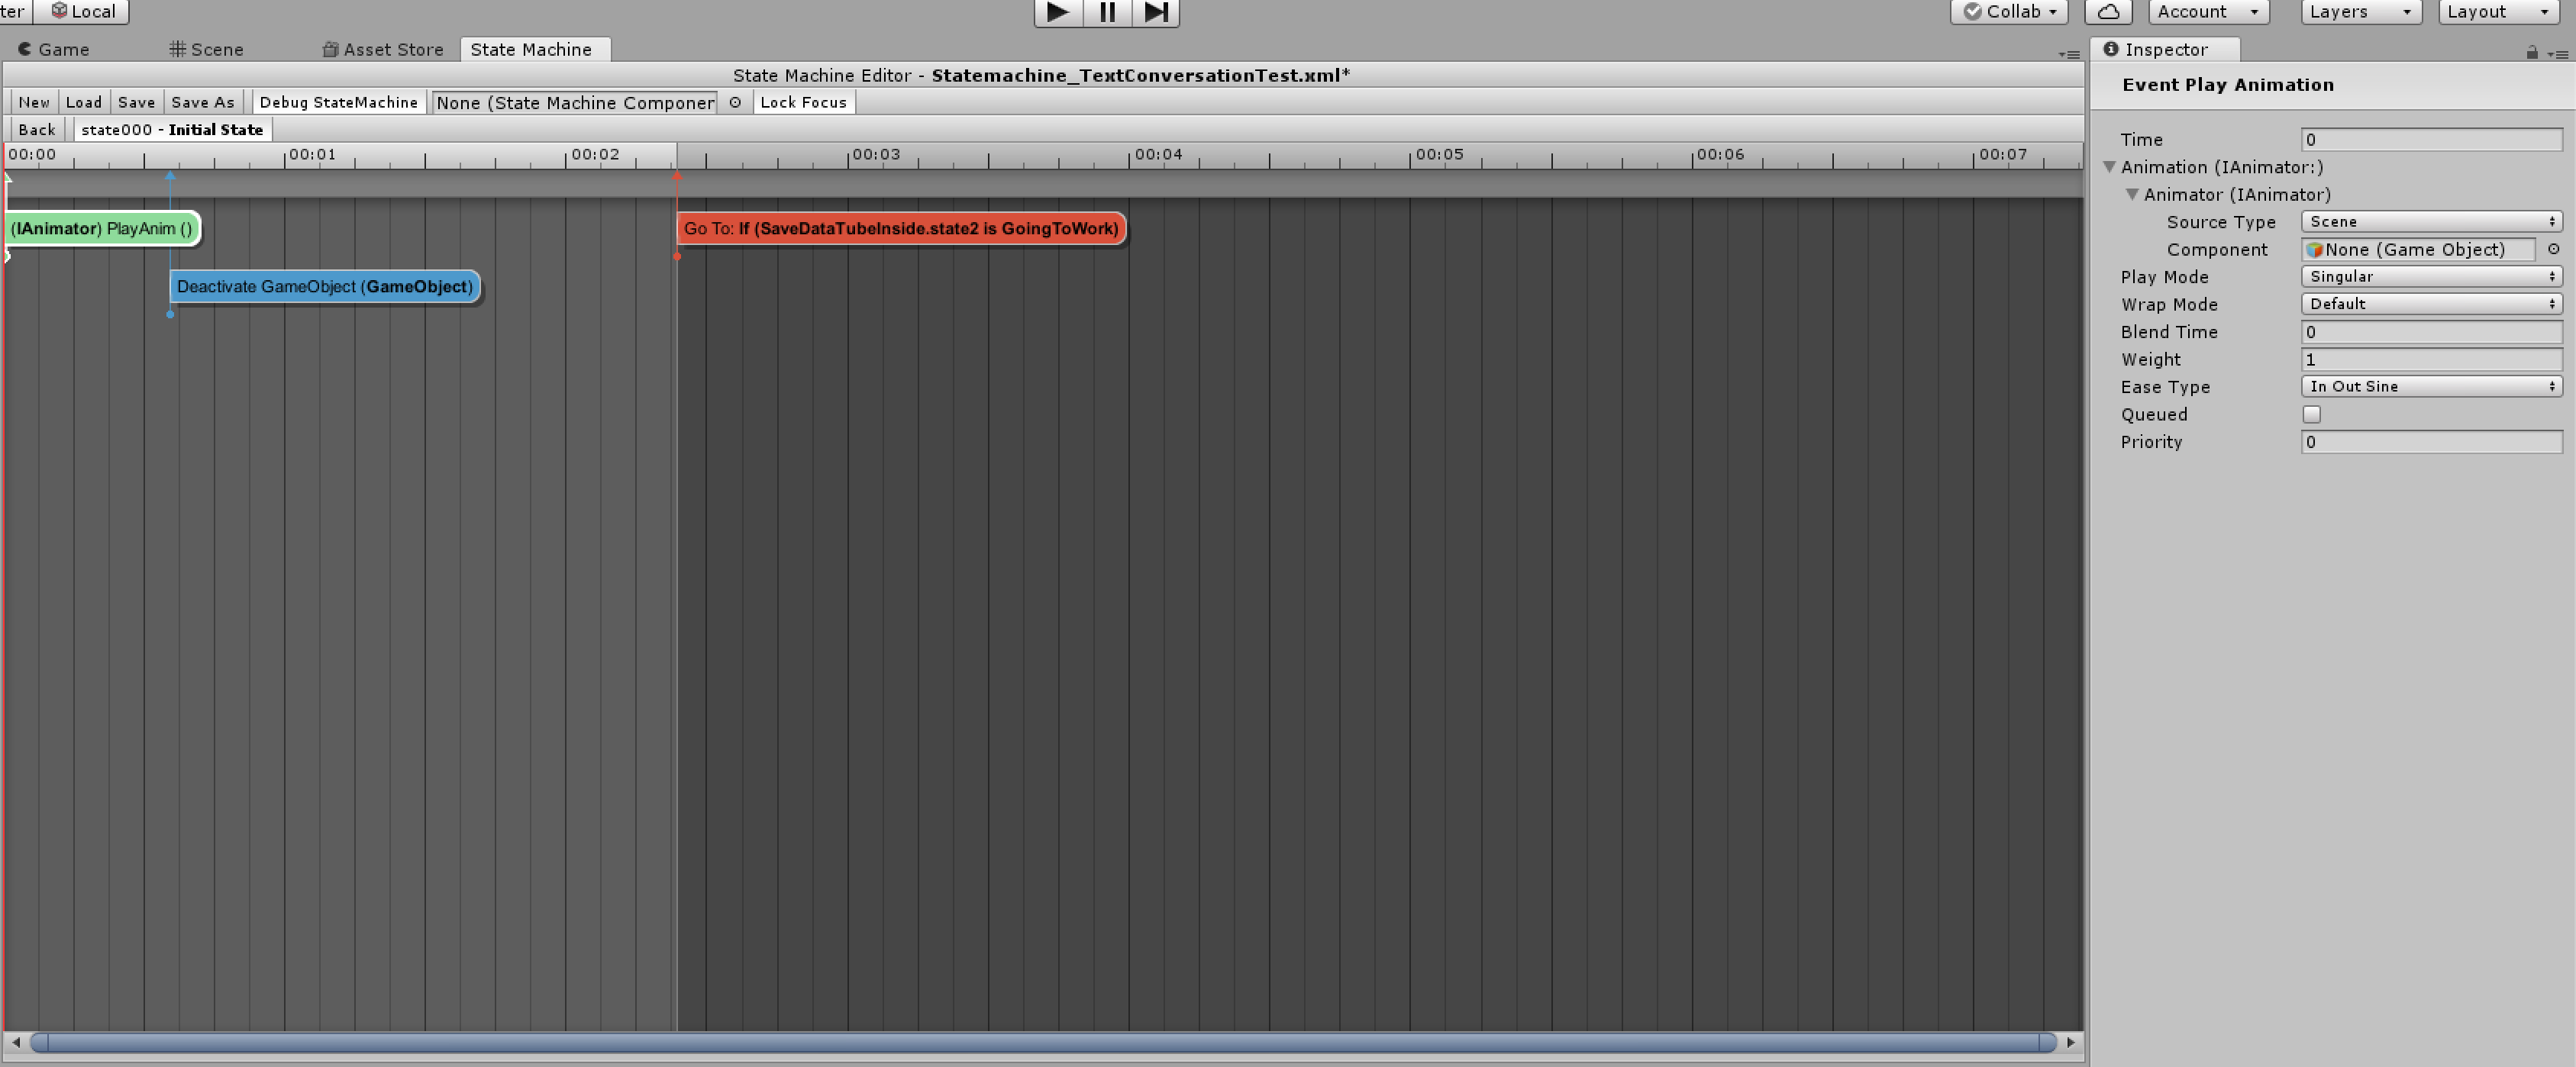 ter Local Collab Account Layers Layout
Game Scene Asset Store State Machine Inspector
State Machine Editor - Statemachine_TextConversationTest.xml*
New Load Save Save As Debug StateMachine None (State Machine Componer Lock Focus
Back state000 - Initial State
00:00 00:01 00:02 00:03 00:04 00:05 00:06 00:07
(IAnimator) PlayAnim ()
Go To: If (SaveDataTubeInside.state2 is GoingToWork)
Deactivate GameObject (GameObject)
Event Play Animation
Time 0
Animation (IAnimator:)
Animator (IAnimator)
Source Type Scene
Component None (Game Object)
Play Mode Singular
Wrap Mode Default
Blend Time 0
Weight 1
Ease Type In Out Sine
Queued
Priority 0